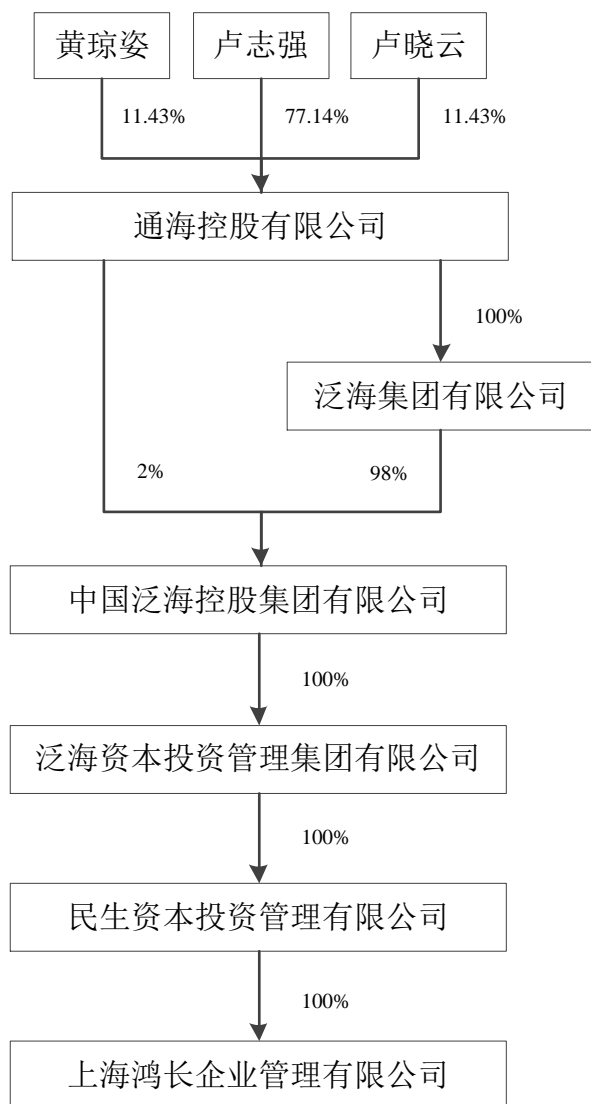 黄琼姿 卢志强 卢晓云
11.43% 77.14% 11.43%
通海控股有限公司
100%
泛海集团有限公司
2% 98%
中国泛海控股集团有限公司
100%
泛海资本投资管理集团有限公司
100%
民生资本投资管理有限公司
100%
上海鸿长企业管理有限公司